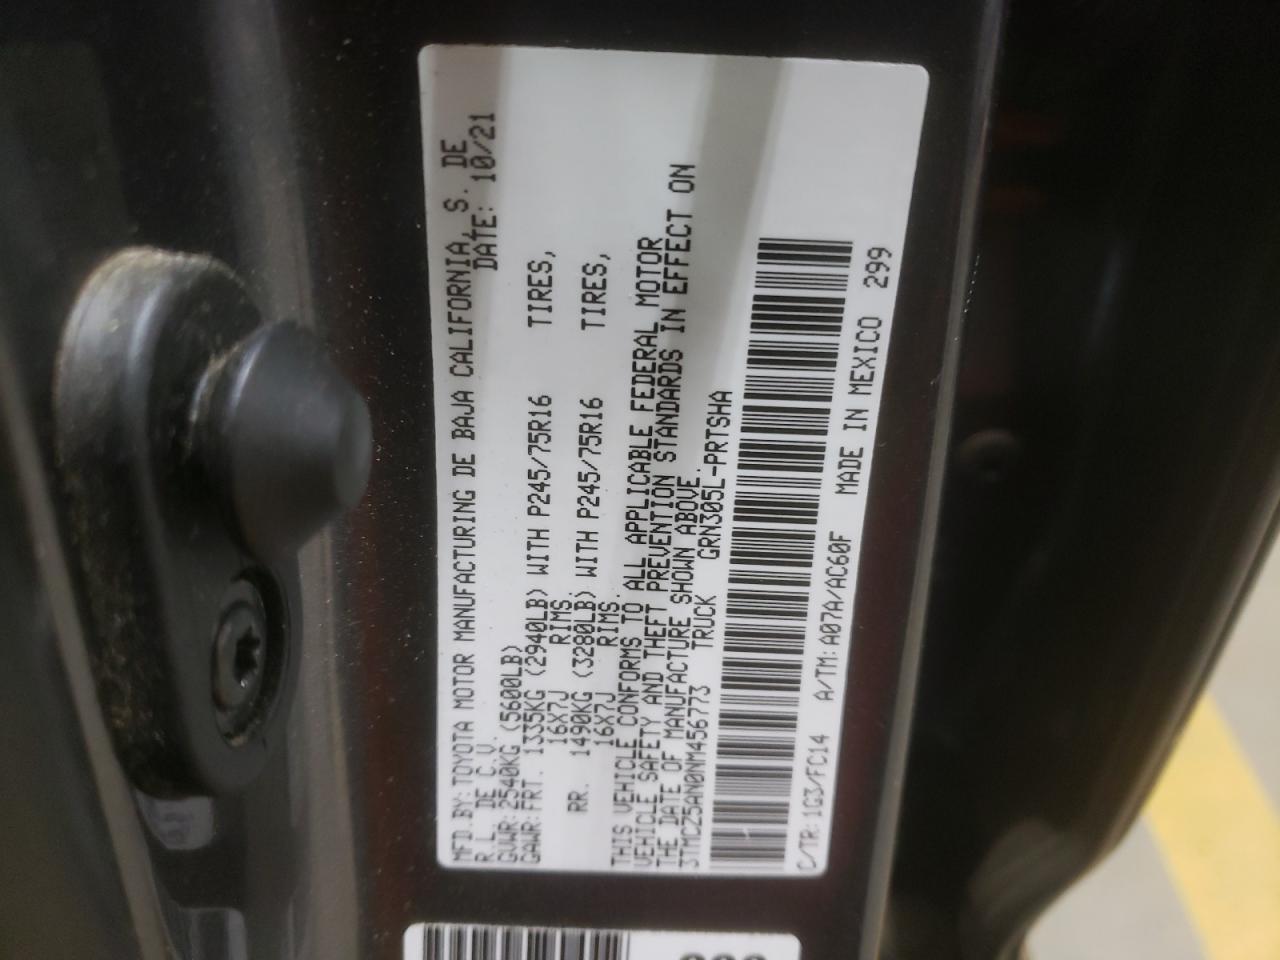 MFD.BY:TOYOTA MOTOR MANUFACTURING DE BAJA CALIFORNIA, S. DE
R.L. DE C.V. DATE: 10/21
GVWR:2540KG (5600LB)
GAWR:FRT. 1335KG (2940LB) WITH P245/75R16 TIRES,
16X7J RIMS.
RR. 1490KG (3280LB) WITH P245/75R16 TIRES,
16X7J RIMS.
THIS VEHICLE CONFORMS TO ALL APPLICABLE FEDERAL MOTOR
VEHICLE SAFETY AND THEFT PREVENTION STANDARDS IN EFFECT ON
THE DATE OF MANUFACTURE SHOWN ABOVE.
3TMCZ5AN0NM456773 TRUCK GRN305L-PRTSHA
C/TR:1G3/FC14 A/TM:A07A/AC60F MADE IN MEXICO 299